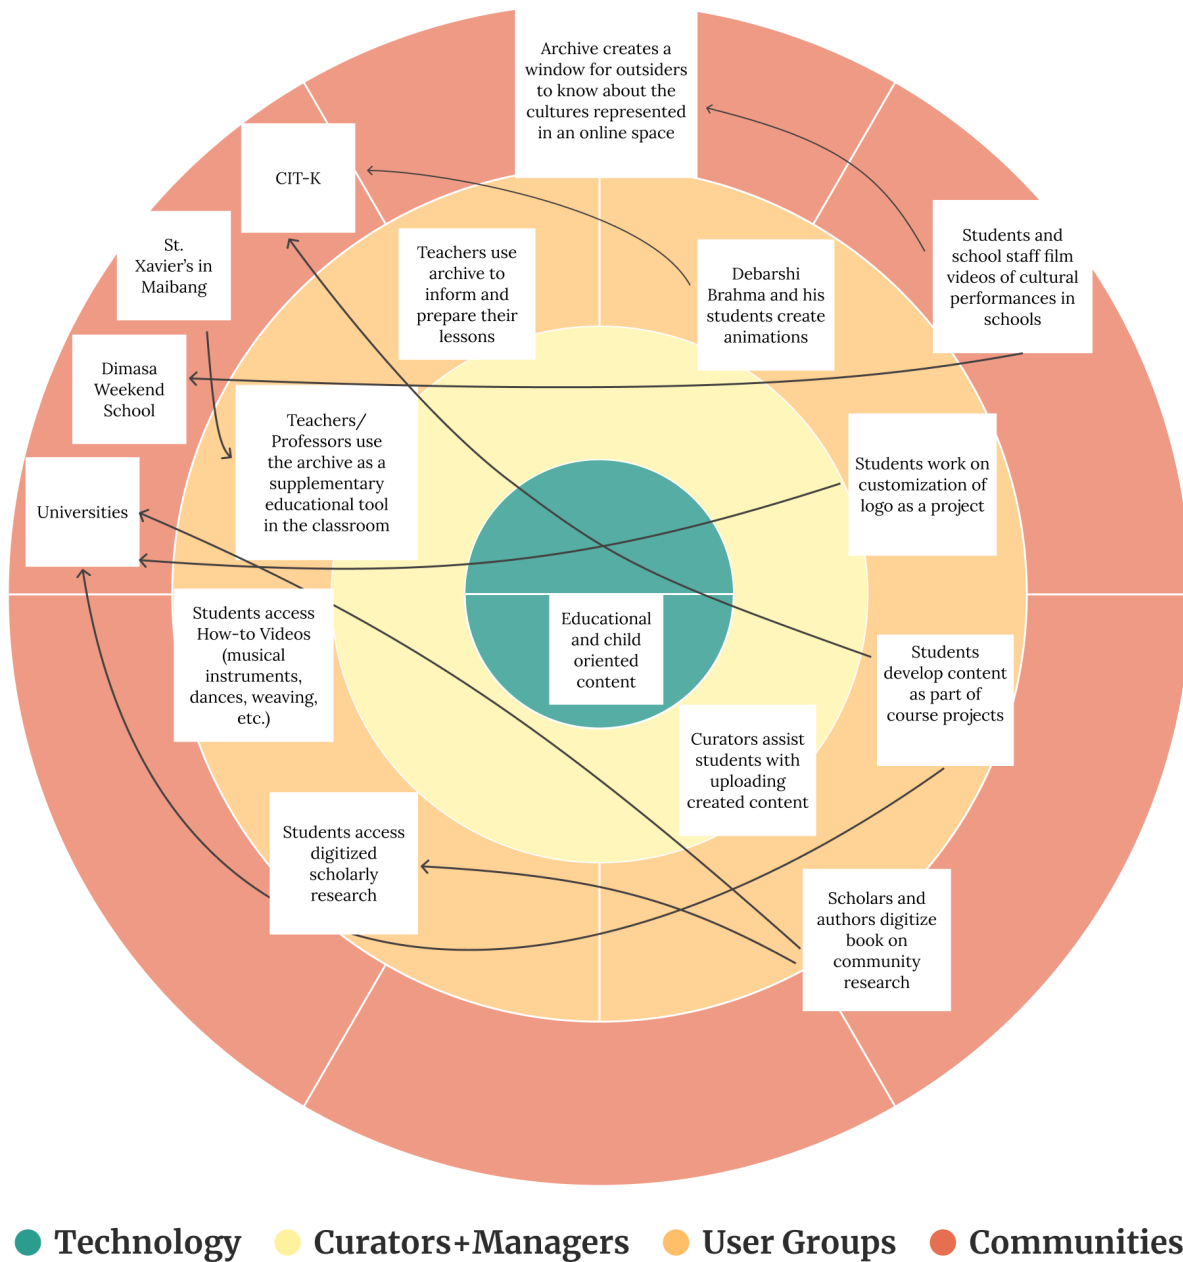 Archive creates a
window for outsiders
to know about the
cultures represented
in an online space
CIT-K
St.
Xavier's in
Maibang
Dimasa
Weekend
School
Universities
Teachers use
archive to
inform and
prepare their
lessons
Debarshi
Brahma and his
students create
animations
Students and
school staff film
videos of cultural
performances in
schools
Teachers/
Professors use
the archive as a
supplementary
educational tool
in the classroom
Students work on
customization of
logo as a project
Students access
How-to Videos
(musical
instruments,
dances, weaving,
etc.)
Educational
and child
oriented
content
Students
develop content
as part of
course projects
Curators assist
students with
uploading
created content
Students access
digitized
scholarly
research
Scholars and
authors digitize
book on
community
research
Technology
Curators+Managers
User Groups
Communities